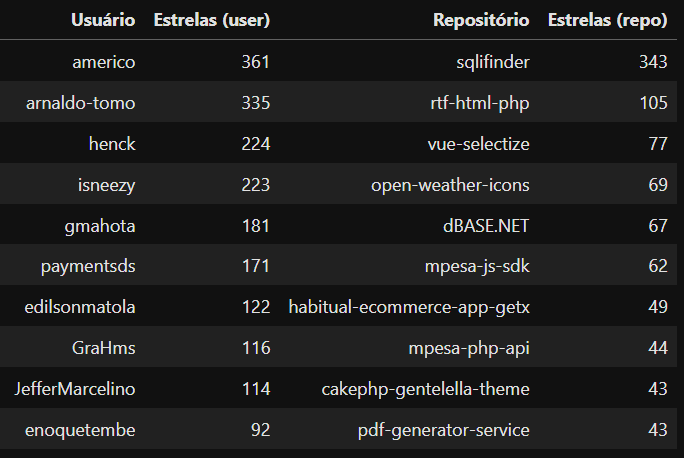 Usuário Estrelas (user) Repositório Estrelas (repo)
americo 361 sqlifinder 343
arnaldo-tomo 335 rtf-html-php 105
henck 224 vue-selectize 77
isneezy 223 open-weather-icons 69
gmahota 181 dBASE.NET 67
paymentsds 171 mpesa-js-sdk 62
edilsonmatola 122 habitual-ecommerce-app-getx 49
GraHms 116 mpesa-php-api 44
JefferMarcelino 114 cakephp-gentelella-theme 43
enoquetembe 92 pdf-generator-service 43